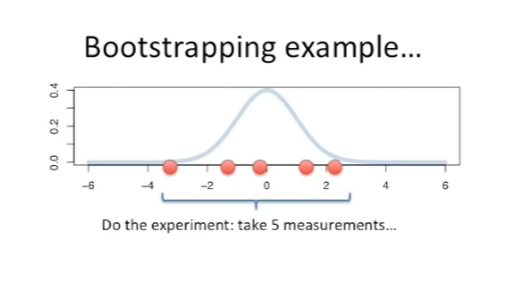 Bootstrapping example...
0.4
0.2
0.0
−6 −4 −2 0 2 4 6
Do the experiment: take 5 measurements...